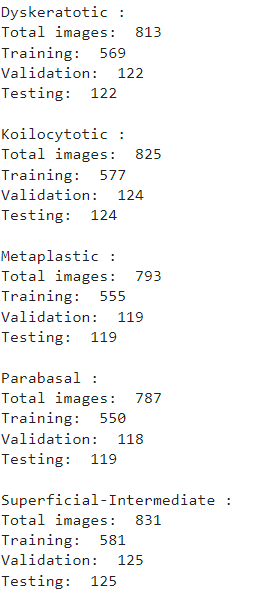 Dyskeratotic :
Total images:  813
Training:  569
Validation:  122
Testing:  122

Koilocytotic :
Total images:  825
Training:  577
Validation:  124
Testing:  124

Metaplastic :
Total images:  793
Training:  555
Validation:  119
Testing:  119

Parabasal :
Total images:  787
Training:  550
Validation:  118
Testing:  119

Superficial-Intermediate :
Total images:  831
Training:  581
Validation:  125
Testing:  125